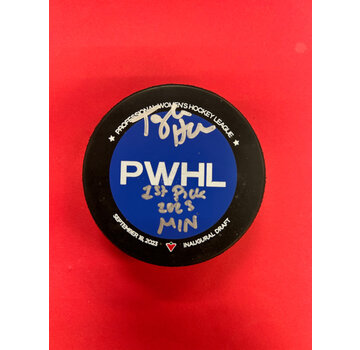 ★ PROFESSIONAL WOMEN'S HOCKEY LEAGUE ★
PWHL
1st Pick
2023
MIN
SEPTEMBER 18, 2023
INAUGURAL DRAFT